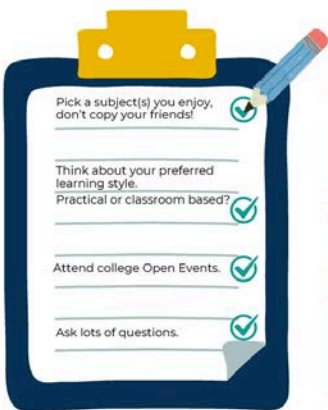 Pick a subject(s) you enjoy,
don't copy your friends!
Think about your preferred
learning style.
Practical or classroom based?
Attend college Open Events.
Ask lots of questions.